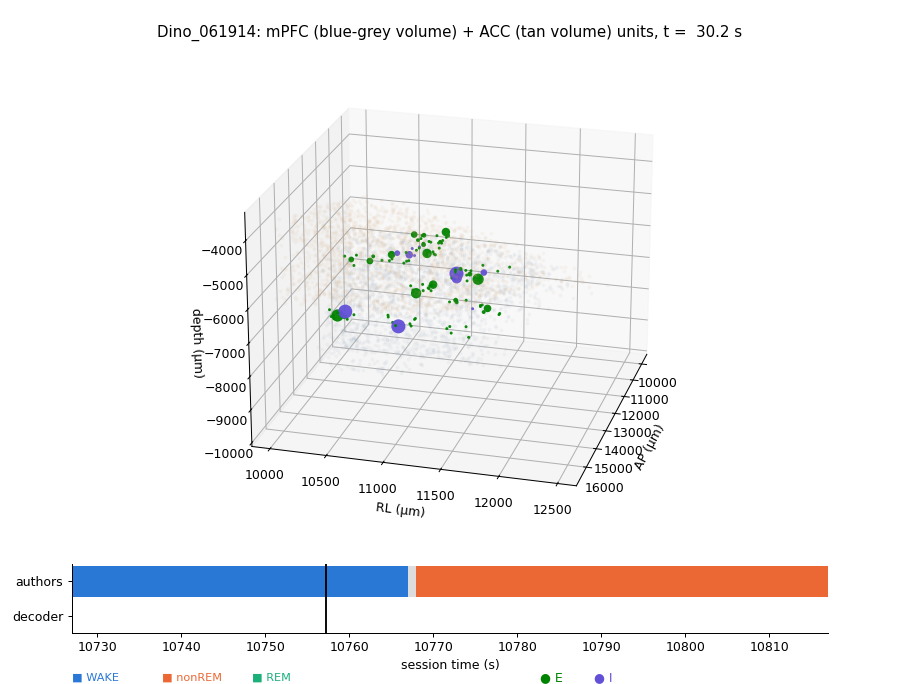 Dino_061914: mPFC (blue-grey volume) + ACC (tan volume) units, t =  30.2 s
−4000
−5000
−6000
−7000
−8000
−9000
−10000
depth (μm)
10000
10500
11000
11500
12000
12500
RL (μm)
10000
11000
12000
13000
14000
15000
16000
AP (μm)
authors
decoder
10730
10740
10750
10760
10770
10780
10790
10800
10810
session time (s)
WAKE
nonREM
REM
E
I